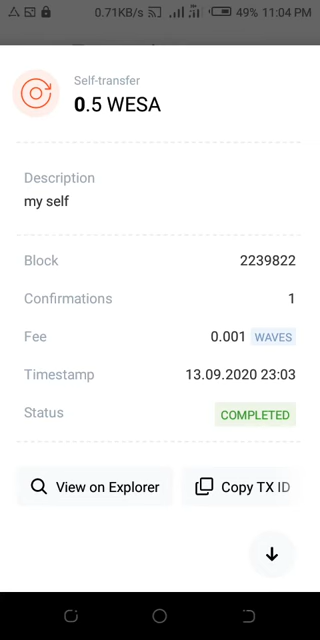 0.71KB/s 49% 11:04 PM
Self-transfer
0.5 WESA
Description
my self
Block 2239822
Confirmations 1
Fee 0.001 WAVES
Timestamp 13.09.2020 23:03
Status COMPLETED
View on Explorer Copy TX ID